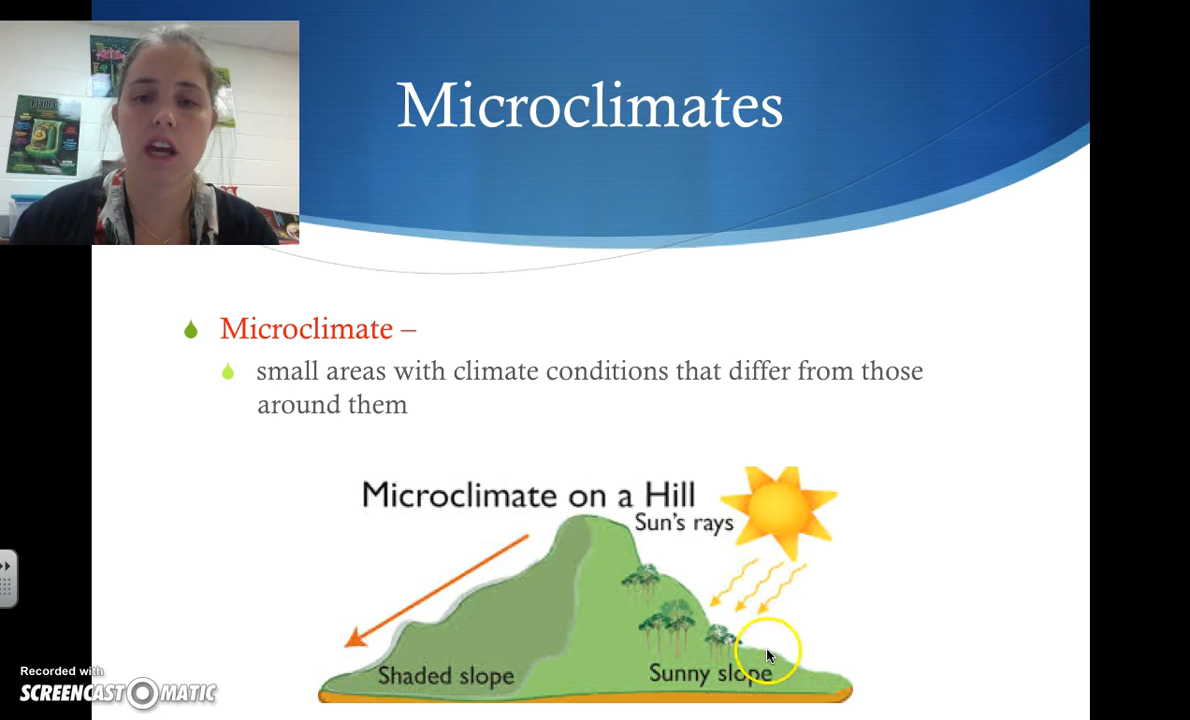 Microclimates
Microclimate –
small areas with climate conditions that differ from those
around them
Microclimate on a Hill
Sun's rays
Shaded slope
Sunny slope
Recorded with
SCREENCAST-O-MATIC